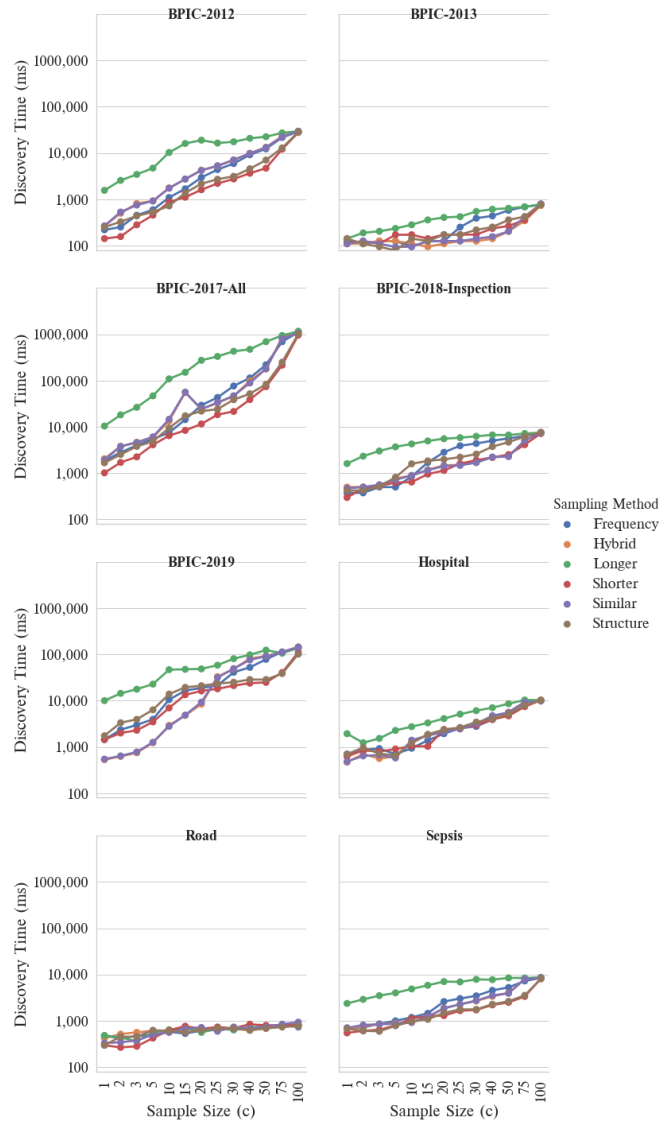 BPIC-2012
BPIC-2013
Discovery Time (ms)
1000,000
100,000
10,000
1,000
100
BPIC-2017-All
BPIC-2018-Inspection
Discovery Time (ms)
1000,000
100,000
10,000
1,000
100
Sampling Method
Frequency
Hybrid
Longer
Shorter
Similar
Structure
BPIC-2019
Hospital
Discovery Time (ms)
1000,000
100,000
10,000
1,000
100
Road
Sepsis
Discovery Time (ms)
1000,000
100,000
10,000
1,000
100
1 2 3 5 10 15 20 25 30 40 50 75 100
1 2 3 5 10 15 20 25 30 40 50 75 100
Sample Size (c)
Sample Size (c)